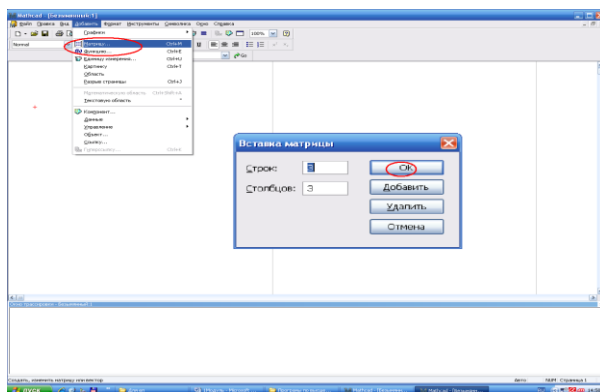 Mathcad - [Безымянный:1]
Файл Правка Вид Добавить Формат Инструменты Символика Окно Справка
Графики
100%
Normal
Матрицу... Ctrl+M
Функцию... Ctrl+E
Единицу измерения... Ctrl+U
Картинку Ctrl+T
Область
Разрыв страницы Ctrl+J
Математическую область Ctrl+Shift+A
Текстовую область "
Компонент...
Данные
Управление
Объект...
Ссылку...
Гиперссылку... Ctrl+K
Вставка матрицы
Строк: 3
OK
Столбцов: 3
Добавить
Удалить
Отмена
Создать, изменить матрицу или вектор
Авто NUM Страница 1
пуск